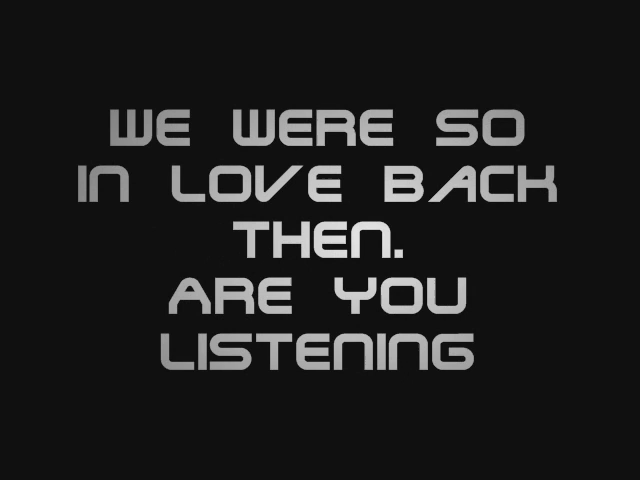 WE WERE SO
IN LOVE BACK
THEN.
ARE YOU
LISTENING